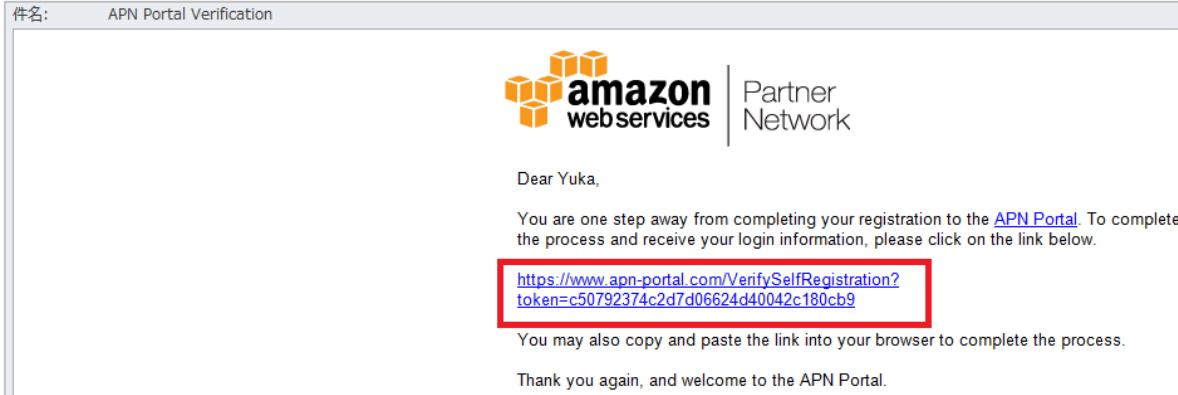 件名: APN Portal Verification
amazon
web services
Partner
Network
Dear Yuka,
You are one step away from completing your registration to the APN Portal. To complete
the process and receive your login information, please click on the link below.
https://www.apn-portal.com/VerifySelfRegistration?
token=c50792374c2d7d06624d40042c180cb9
You may also copy and paste the link into your browser to complete the process.
Thank you again, and welcome to the APN Portal.